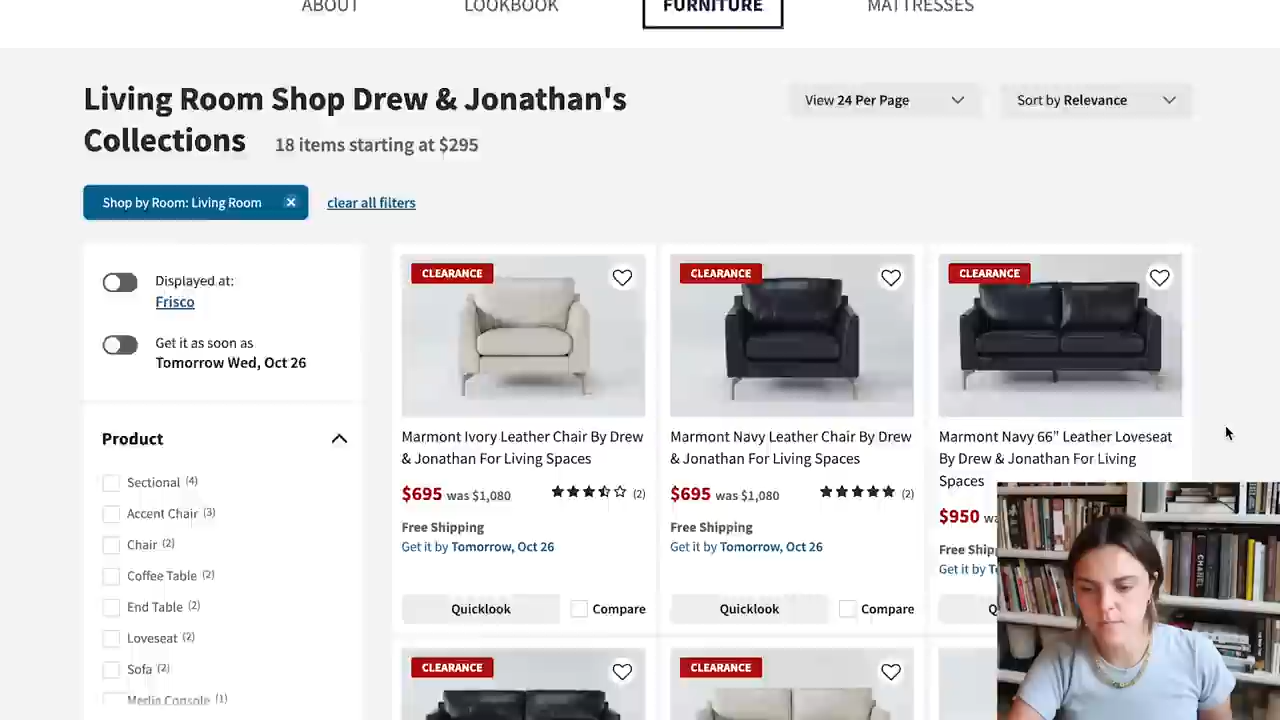 ABOUT
LOOKBOOK
FURNITURE
MATTRESSES
Living Room Shop Drew & Jonathan's
Collections
18 items starting at $295
View 24 Per Page
Sort by Relevance
Shop by Room: Living Room
clear all filters
Displayed at:
Frisco
Get it as soon as
Tomorrow Wed, Oct 26
Product
Sectional (4)
Accent Chair (3)
Chair (2)
Coffee Table (2)
End Table (2)
Loveseat (2)
Sofa (2)
Media Console (1)
CLEARANCE
Marmont Ivory Leather Chair By Drew
& Jonathan For Living Spaces
$695 was $1,080
(2)
Free Shipping
Get it by Tomorrow, Oct 26
Quicklook
Compare
CLEARANCE
Marmont Navy Leather Chair By Drew
& Jonathan For Living Spaces
$695 was $1,080
(2)
Free Shipping
Get it by Tomorrow, Oct 26
Quicklook
Compare
CLEARANCE
Marmont Navy 66" Leather Loveseat
By Drew & Jonathan For Living
Spaces
$950
Free
Get it by
CLEARANCE
CLEARANCE
CHANEL